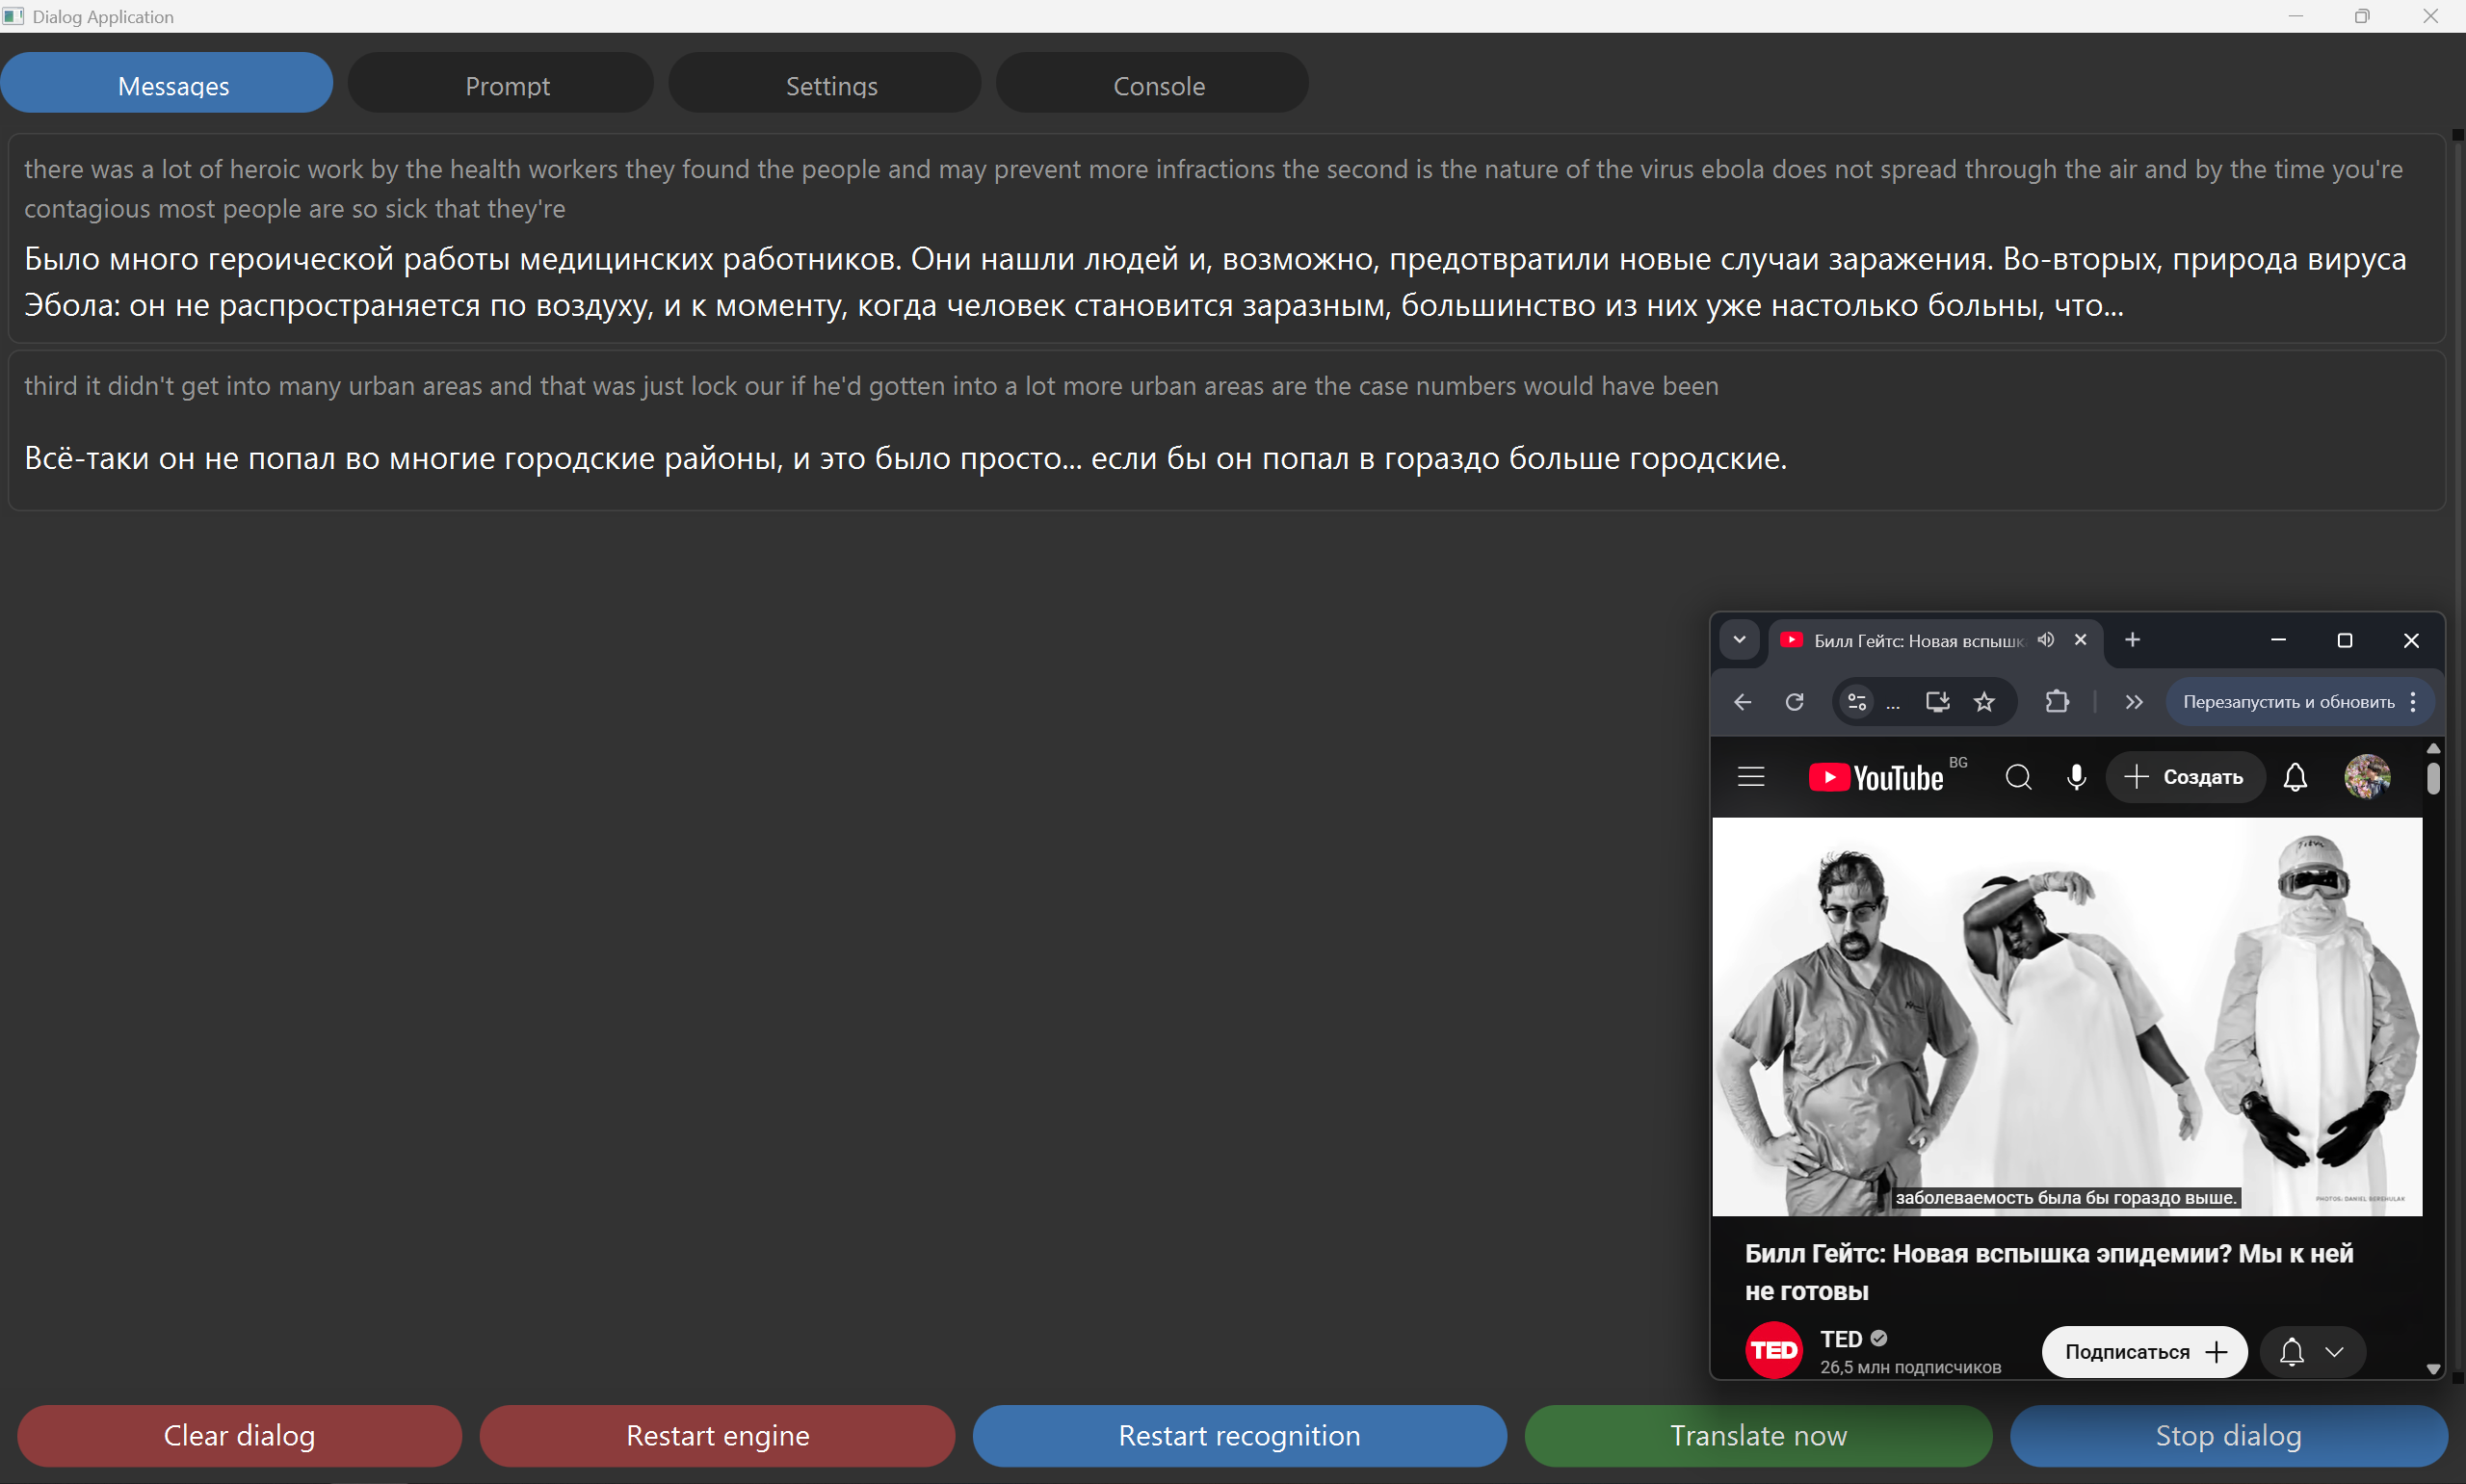 Dialog Application
Messages
Prompt
Settings
Console
there was a lot of heroic work by the health workers they found the people and may prevent more infractions the second is the nature of the virus ebola does not spread through the air and by the time you're
contagious most people are so sick that they're
Было много героической работы медицинских работников. Они нашли людей и, возможно, предотвратили новые случаи заражения. Во-вторых, природа вируса
Эбола: он не распространяется по воздуху, и к моменту, когда человек становится заразным, большинство из них уже настолько больны, что...
third it didn't get into many urban areas and that was just lock our if he'd gotten into a lot more urban areas are the case numbers would have been
Всё-таки он не попал во многие городские районы, и это было просто... если бы он попал в гораздо больше городские.
Билл Гейтс: Новая вспышк
...
Перезапустить и обновить
YouTube BG
Создать
заболеваемость была бы гораздо выше.
PHOTOS: DANIEL BEREHULAK
Билл Гейтс: Новая вспышка эпидемии? Мы к ней
не готовы
TED
TED
26,5 млн подписчиков
Подписаться
Clear dialog
Restart engine
Restart recognition
Translate now
Stop dialog